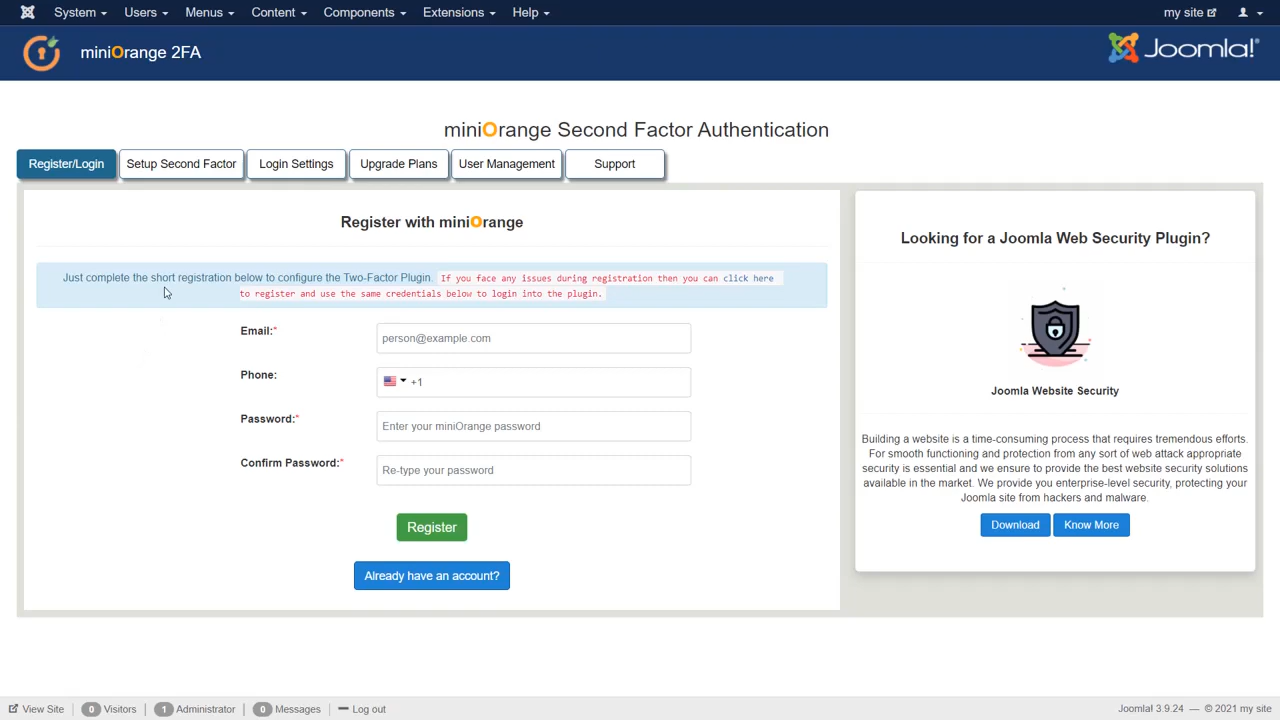 System Users Menus Content Components Extensions Help my site
miniOrange 2FA
Joomla!®
miniOrange Second Factor Authentication
Register/Login Setup Second Factor Login Settings Upgrade Plans User Management Support
Register with miniOrange
Just complete the short registration below to configure the Two-Factor Plugin. If you face any issues during registration then you can click here
to register and use the same credentials below to login into the plugin.
Email:*
person@example.com
Phone:
+1
Password:*
Enter your miniOrange password
Confirm Password:*
Re-type your password
Register
Already have an account?
Looking for a Joomla Web Security Plugin?
Joomla Website Security
Building a website is a time-consuming process that requires tremendous efforts.
For smooth functioning and protection from any sort of web attack appropriate
security is essential and we ensure to provide the best website security solutions
available in the market. We provide you enterprise-level security, protecting your
Joomla site from hackers and malware.
Download Know More
View Site 0 Visitors 1 Administrator 0 Messages Log out Joomla! 3.9.24 — © 2021 my site